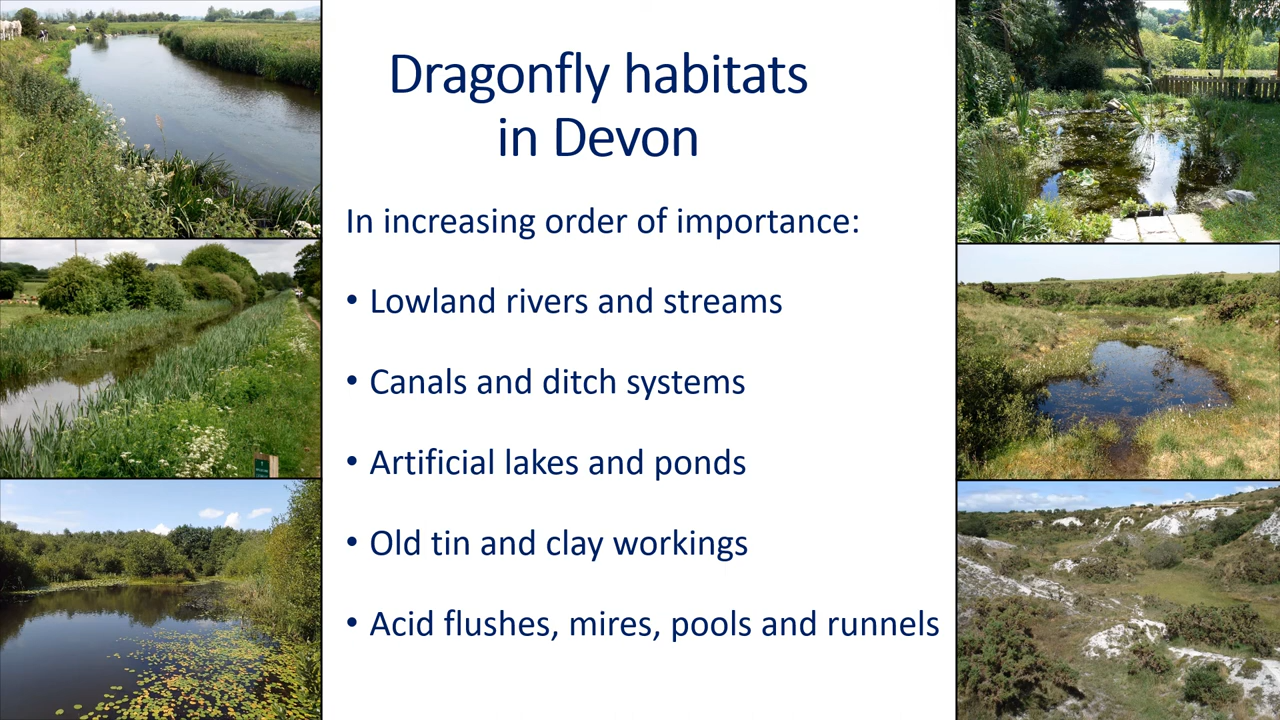 Dragonfly habitats
in Devon
In increasing order of importance:
• Lowland rivers and streams
• Canals and ditch systems
• Artificial lakes and ponds
• Old tin and clay workings
• Acid flushes, mires, pools and runnels